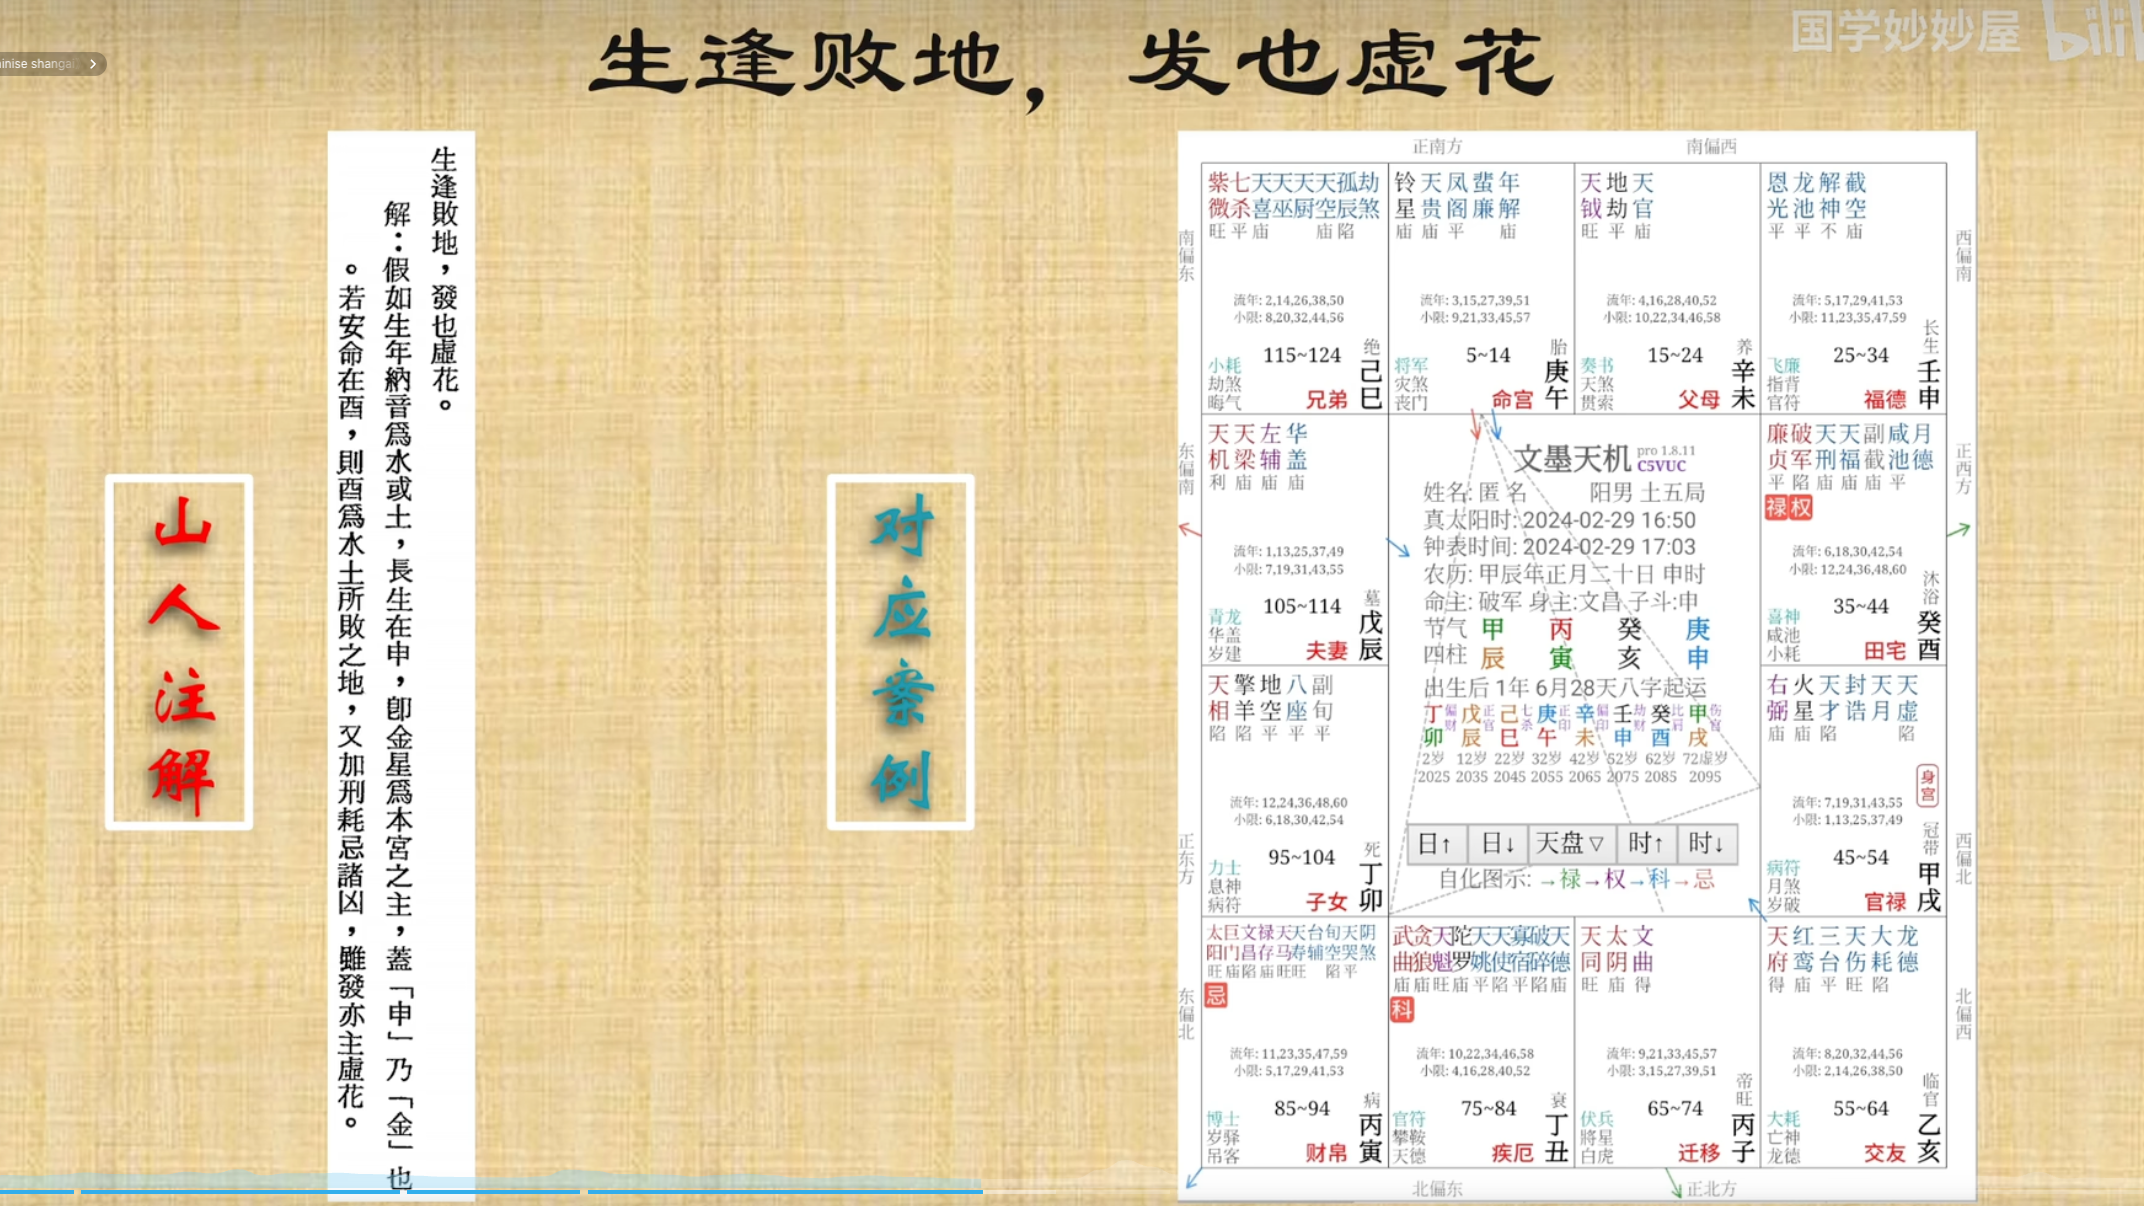 生逢败地，发也虚花
国学妙妙屋
bili
inise shangai
生逢敗地，發也虛花。
解：假如生年納音爲水或土，長生在申，卽金星爲本宮之主，蓋「申」乃「金」也
。若安命在酉，則酉爲水土所敗之地，又加刑耗忌諸凶，雖發亦主虛花。
山人注解
对应案例
正南方 南偏西
南偏东
东偏南
正东方
东偏北
西偏南
正西方
西偏北
北偏西
紫七天天天天孤劫
微杀喜巫厨空辰煞
旺平庙 庙陷
流年: 2,14,26,38,50
小限: 8,20,32,44,56
小耗
劫煞
晦气
115~124
兄弟
绝
己巳
铃天凤蜚年
星贵阁廉解
庙庙平 庙
流年: 3,15,27,39,51
小限: 9,21,33,45,57
将军
灾煞
丧门
5~14
命宫
胎
庚午
天地天
钺劫官
旺平庙
流年: 4,16,28,40,52
小限: 10,22,34,46,58
奏书
天煞
贯索
15~24
父母
养
辛未
恩龙解截
光池神空
平平不庙
流年: 5,17,29,41,53
小限: 11,23,35,47,59
飞廉
指背
官符
25~34
福德
长生
壬申
天天左华
机梁辅盖
利庙庙庙
流年: 1,13,25,37,49
小限: 7,19,31,43,55
青龙
华盖
岁建
105~114
夫妻
墓
戊辰
文墨天机 pro 1.8.11
C5VUC
姓名: 匿名 阳男 土五局
真太阳时: 2024-02-29 16:50
钟表时间: 2024-02-29 17:03
农历: 甲辰年正月二十日 申时
命主: 破军 身主:文昌 子斗:申
节气 甲 丙 癸 庚
四柱 辰 寅 亥 申
出生后 1年 6月28天八字起运
丁偏财 戊正官 己七杀 庚正印 辛偏印 壬劫财 癸比肩 甲伤官
卯 辰 巳 午 未 申 酉 戌
2岁 12岁 22岁 32岁 42岁 52岁 62岁 72虚岁
2025 2035 2045 2055 2065 2075 2085 2095
日↑ 日↓ 天盘▽ 时↑ 时↓
自化图示: →禄→权→科→忌
廉破天天副咸月
贞军刑福截池德
平陷庙庙庙平
禄权
流年: 6,18,30,42,54
小限: 12,24,36,48,60
喜神
咸池
小耗
35~44
田宅
沐浴
癸酉
天擎地八副
相羊空座旬
陷陷平平平
流年: 12,24,36,48,60
小限: 6,18,30,42,54
力士
息神
病符
95~104
子女
死
丁卯
右火天封天天
弼星才诰月虚
庙庙陷 陷
身宫
流年: 7,19,31,43,55
小限: 1,13,25,37,49
病符
月煞
岁破
45~54
官禄
冠带
甲戌
太巨文禄天天台旬天阴
阳门昌存马寿辅空哭煞
旺庙陷庙旺旺 陷平
忌
流年: 11,23,35,47,59
小限: 5,17,29,41,53
博士
岁驿
吊客
85~94
财帛
病
丙寅
武贪天陀天天寡破天
曲狼魁罗姚使宿碎德
庙庙旺庙平陷平陷庙
科
流年: 10,22,34,46,58
小限: 4,16,28,40,52
官符
攀鞍
天德
75~84
疾厄
衰
丁丑
天太文
同阴曲
旺庙得
流年: 9,21,33,45,57
小限: 3,15,27,39,51
伏兵
将星
白虎
65~74
迁移
帝旺
丙子
天红三天大龙
府鸾台伤耗德
得庙平旺陷
流年: 8,20,32,44,56
小限: 2,14,26,38,50
大耗
亡神
龙德
55~64
交友
临官
乙亥
北偏东 正北方